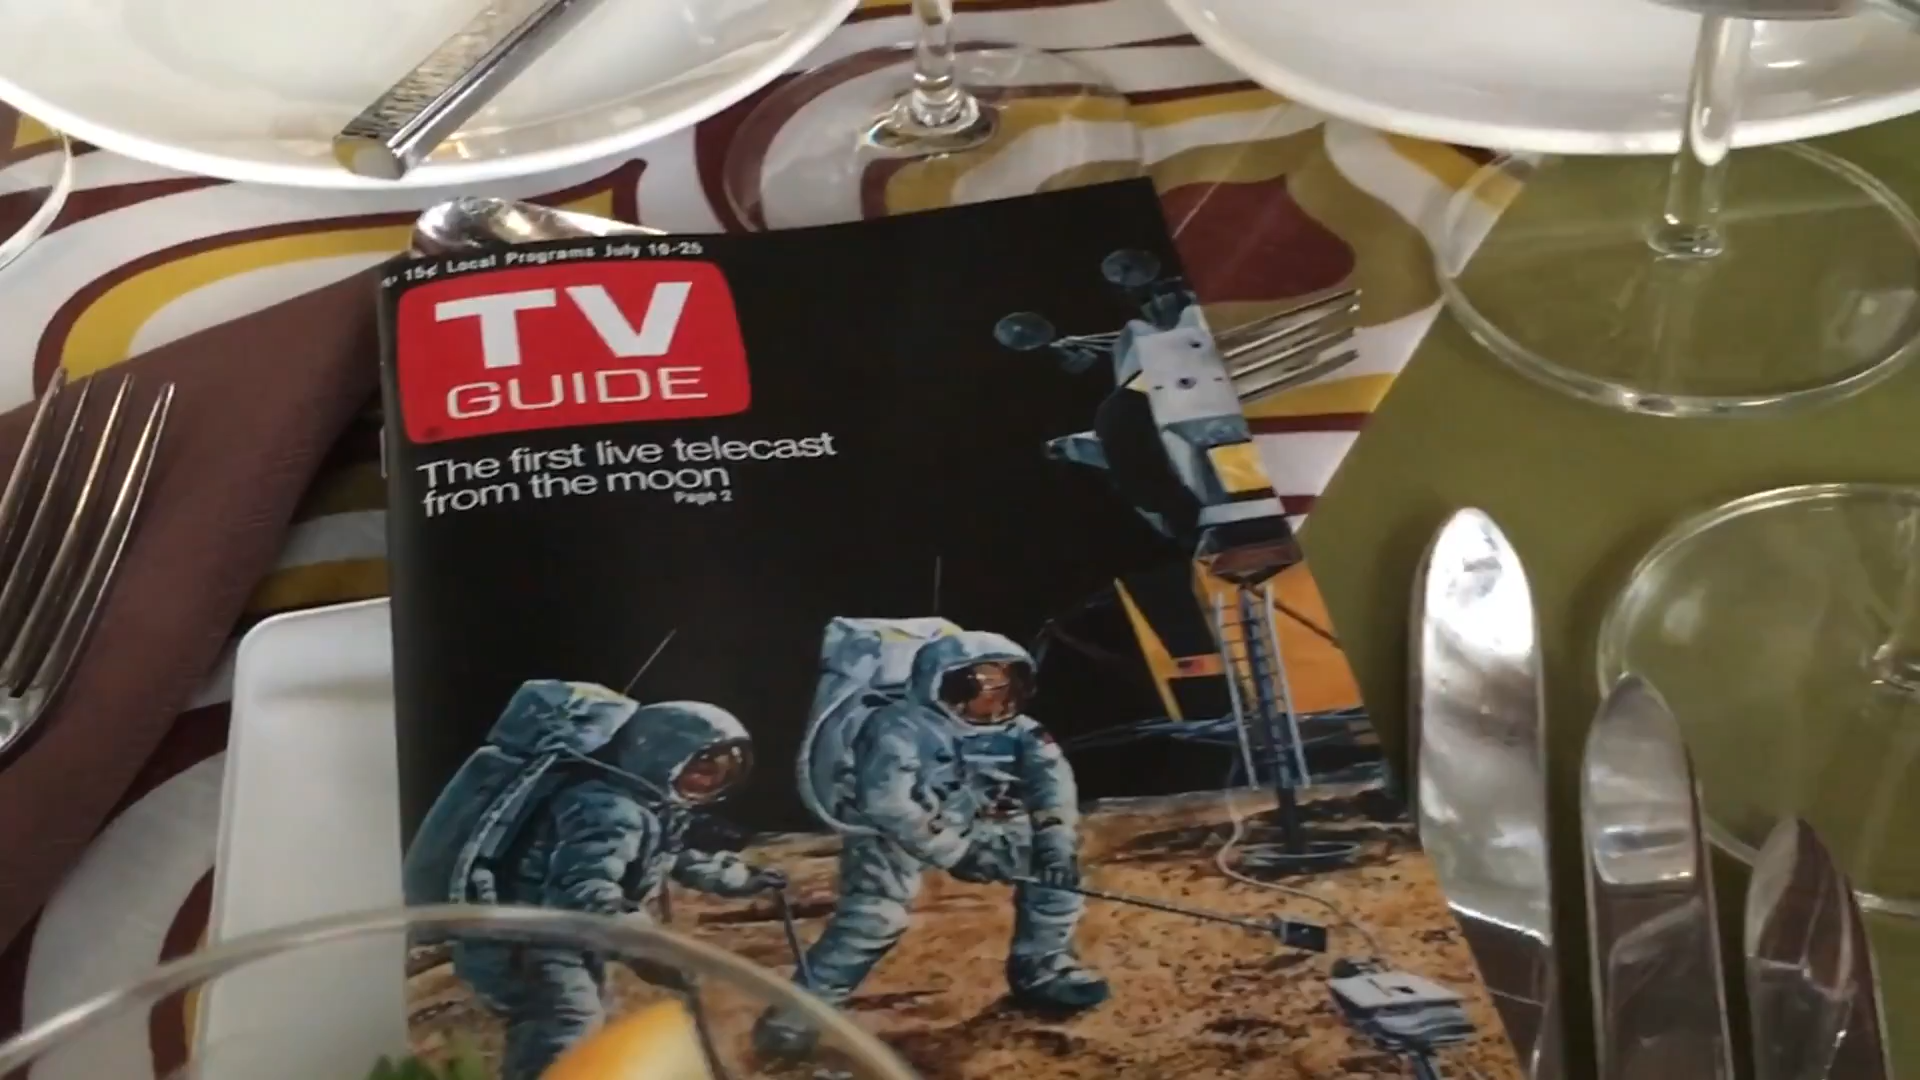 15¢ Local Programs July 19-25
TV
GUIDE
The first live telecast
from the moon
Page 2